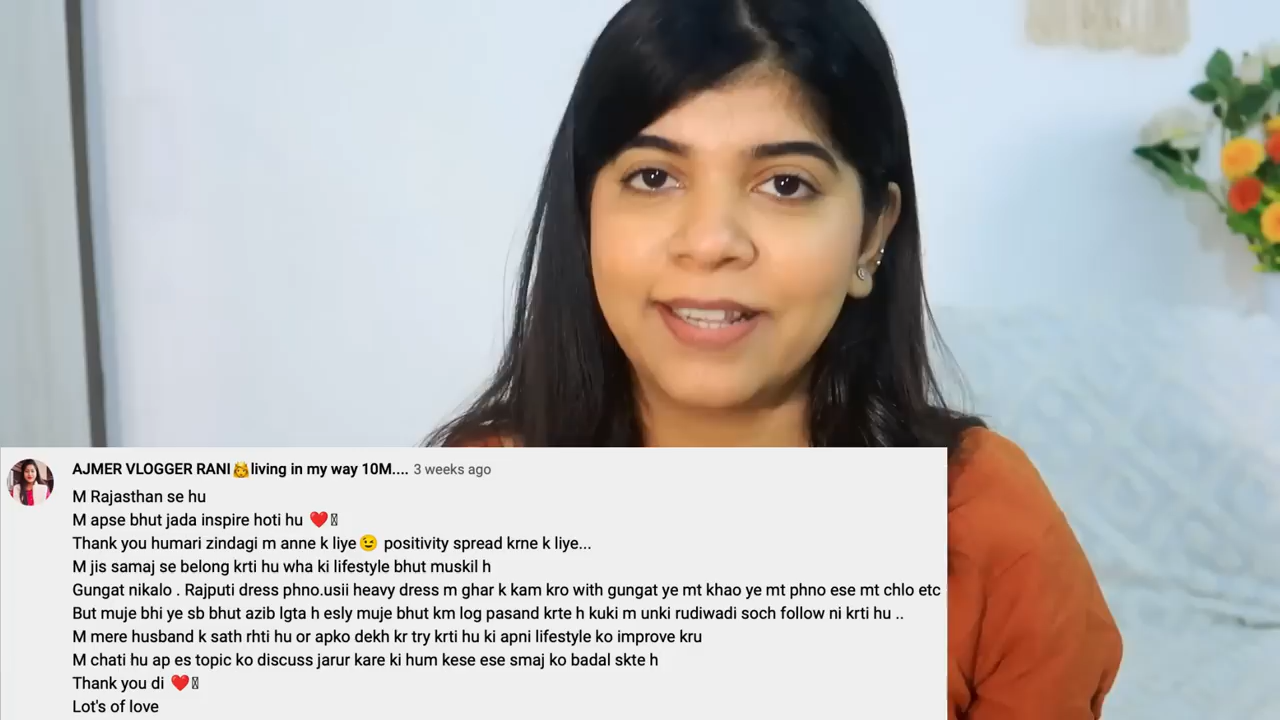 AJMER VLOGGER RANI👸living in my way 10M.... 3 weeks ago
M Rajasthan se hu
M apse bhut jada inspire hoti hu ❤️
Thank you humari zindagi m anne k liye😉 positivity spread krne k liye...
M jis samaj se belong krti hu wha ki lifestyle bhut muskil h
Gungat nikalo . Rajputi dress phno.usii heavy dress m ghar k kam kro with gungat ye mt khao ye mt phno ese mt chlo etc
But muje bhi ye sb bhut azib lgta h esly muje bhut km log pasand krte h kuki m unki rudiwadi soch follow ni krti hu ..
M mere husband k sath rhti hu or apko dekh kr try krti hu ki apni lifestyle ko improve kru
M chati hu ap es topic ko discuss jarur kare ki hum kese ese smaj ko badal skte h
Thank you di ❤️
Lot's of love